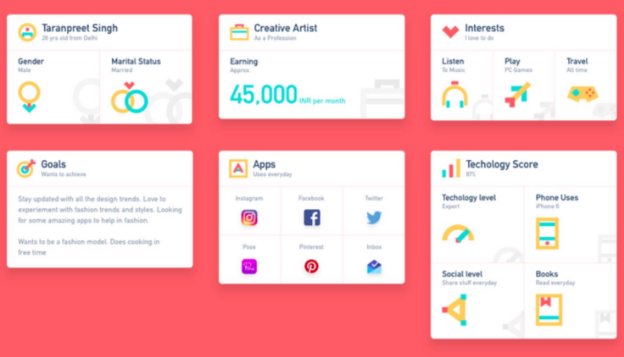 Taranpreet Singh
26 yrs old from Delhi
Gender
Male
Marital Status
Married
Creative Artist
As a Profession
Earning
Approx.
45,000 INR per month
Interests
I love to do
Listen
To Music
Play
PC Games
Travel
All time
Goals
Wants to achieve
Stay updated with all the design trends. Love to
experiement with fashion trends and styles. Looking
for some amazing apps to help in fashion.
Wants to be a fashion model. Does cooking in
free time
Apps
Uses everyday
Instagram
Facebook
Twitter
Poss
Pinterest
Inbox
Techology Score
875
Techology level
Expert
Phone Uses
iPhone 6
Social level
Share stuff everyday
Books
Read everyday